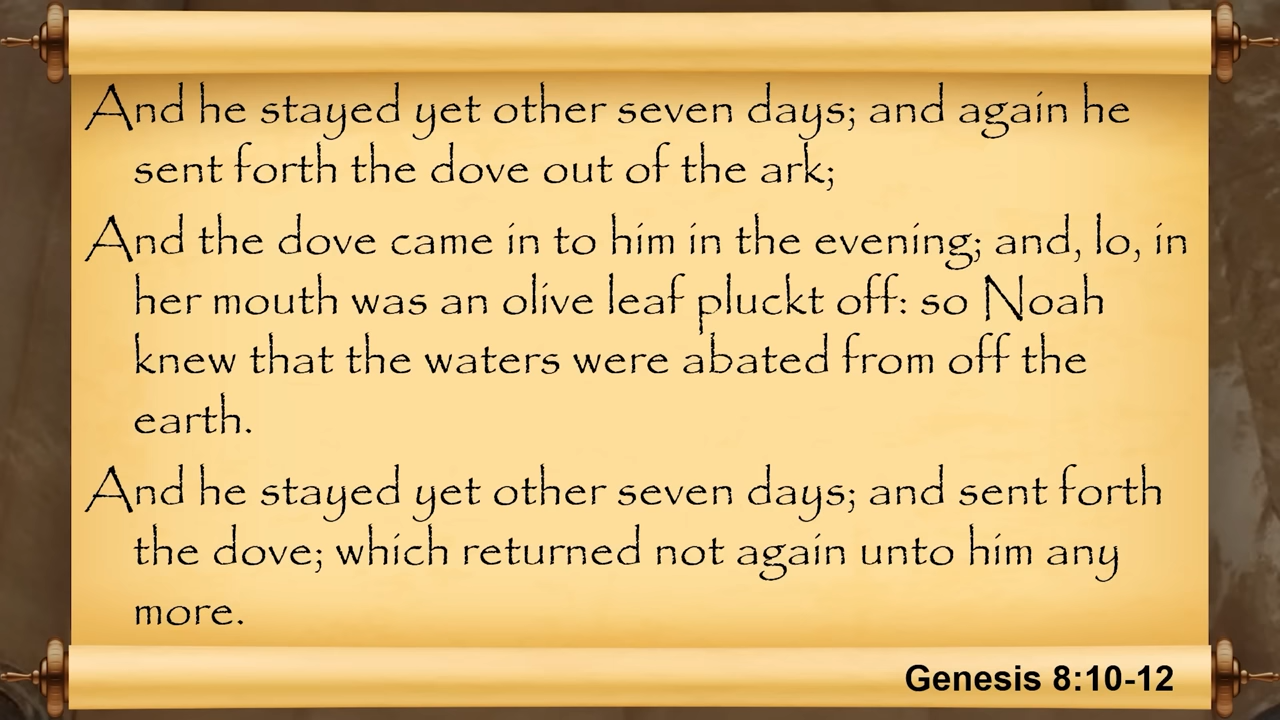 And he stayed yet other seven days; and again he
sent forth the dove out of the ark;
And the dove came in to him in the evening; and, lo, in
her mouth was an olive leaf pluckt off: so Noah
knew that the waters were abated from off the
earth.
And he stayed yet other seven days; and sent forth
the dove; which returned not again unto him any
more.
Genesis 8:10-12